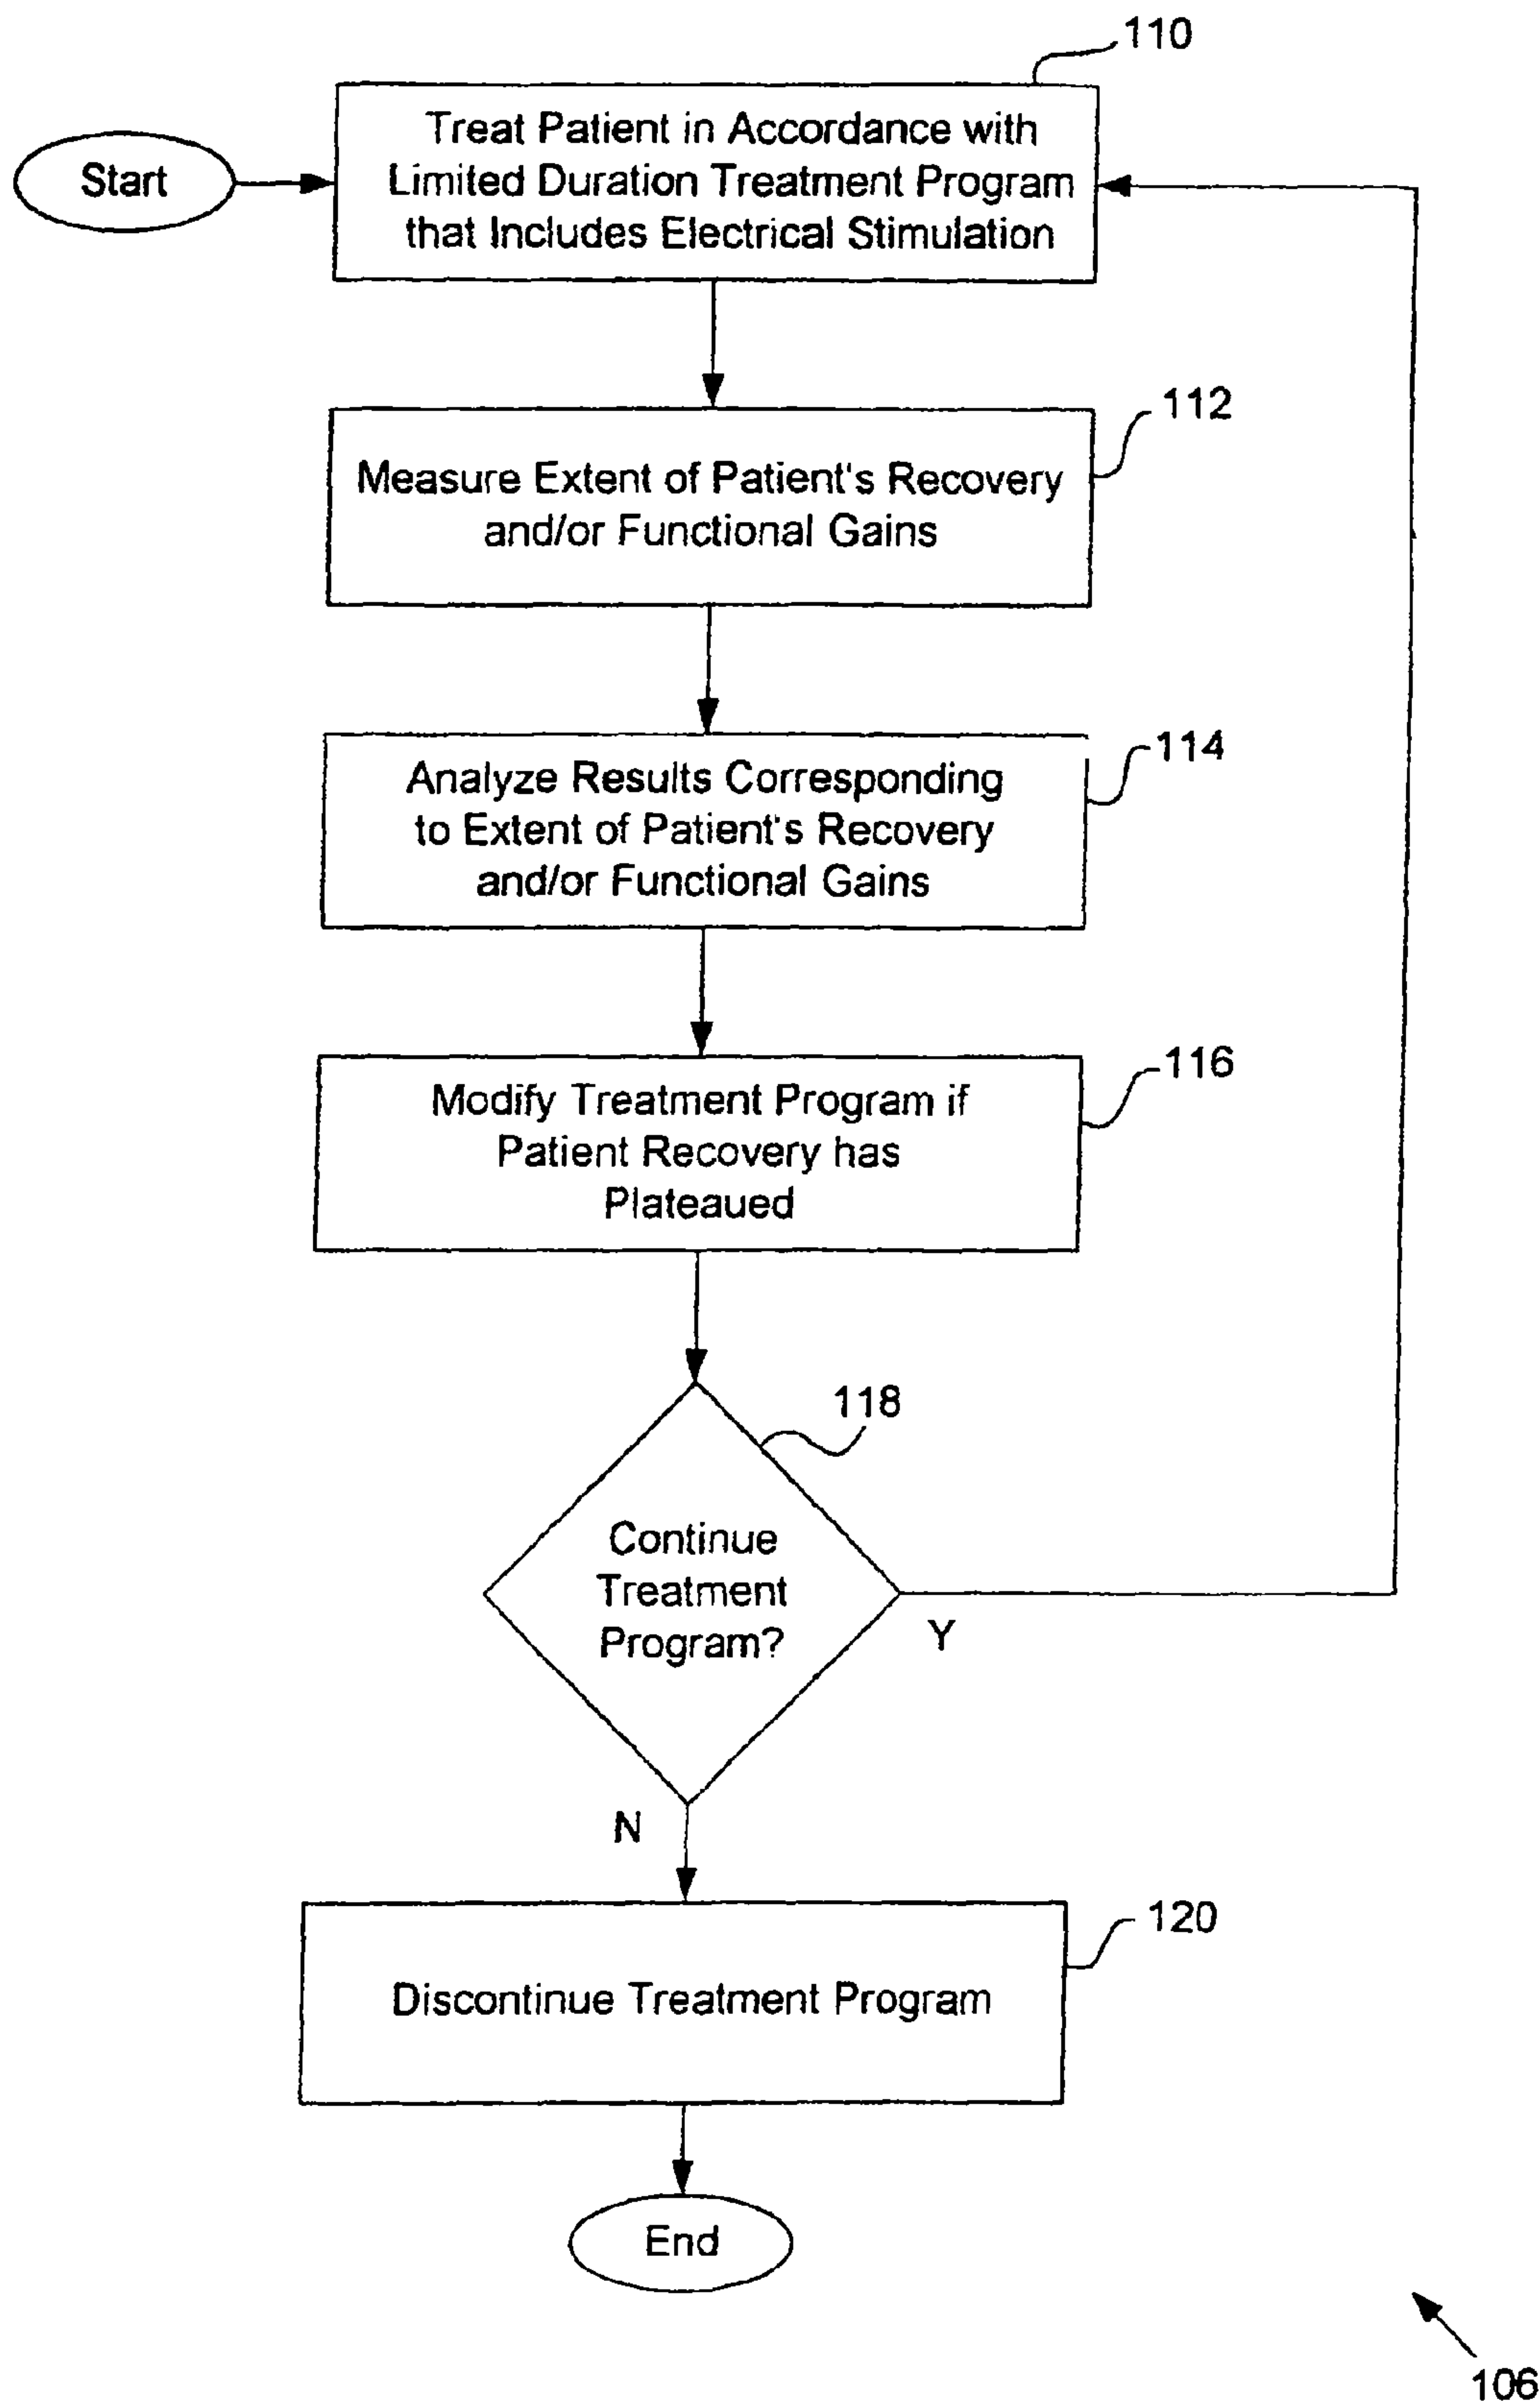 110
Start
Treat Patient in Accordance with
Limited Duration Treatment Program
that Includes Electrical Stimulation
112
Measure Extent of Patient's Recovery
and/or Functional Gains
114
Analyze Results Corresponding
to Extent of Patient's Recovery
and/or Functional Gains
116
Modify Treatment Program if
Patient Recovery has
Plateaued
118
Continue
Treatment
Program?
Y
N
120
Discontinue Treatment Program
End
106